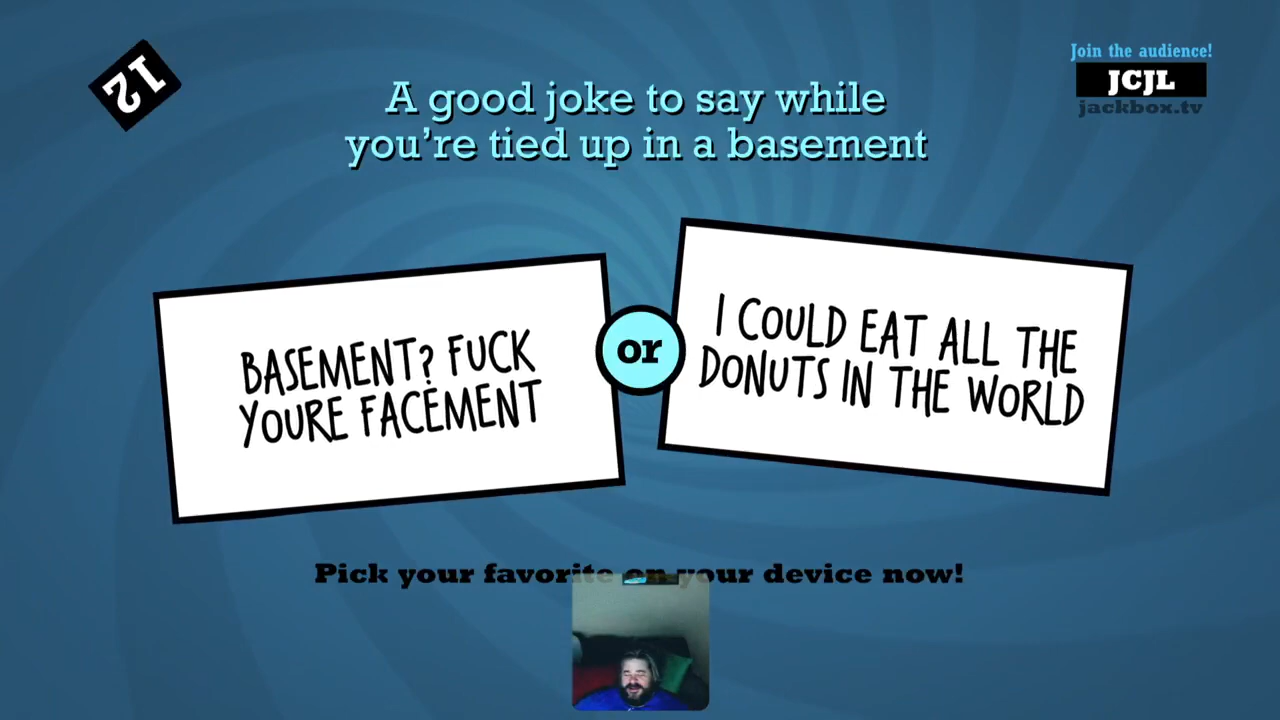 12
Join the audience!
JCJL
jackbox.tv
A good joke to say while
you're tied up in a basement
BASEMENT? FUCK
YOURE FACEMENT
or
I COULD EAT ALL THE
DONUTS IN THE WORLD
Pick your favorite on your device now!